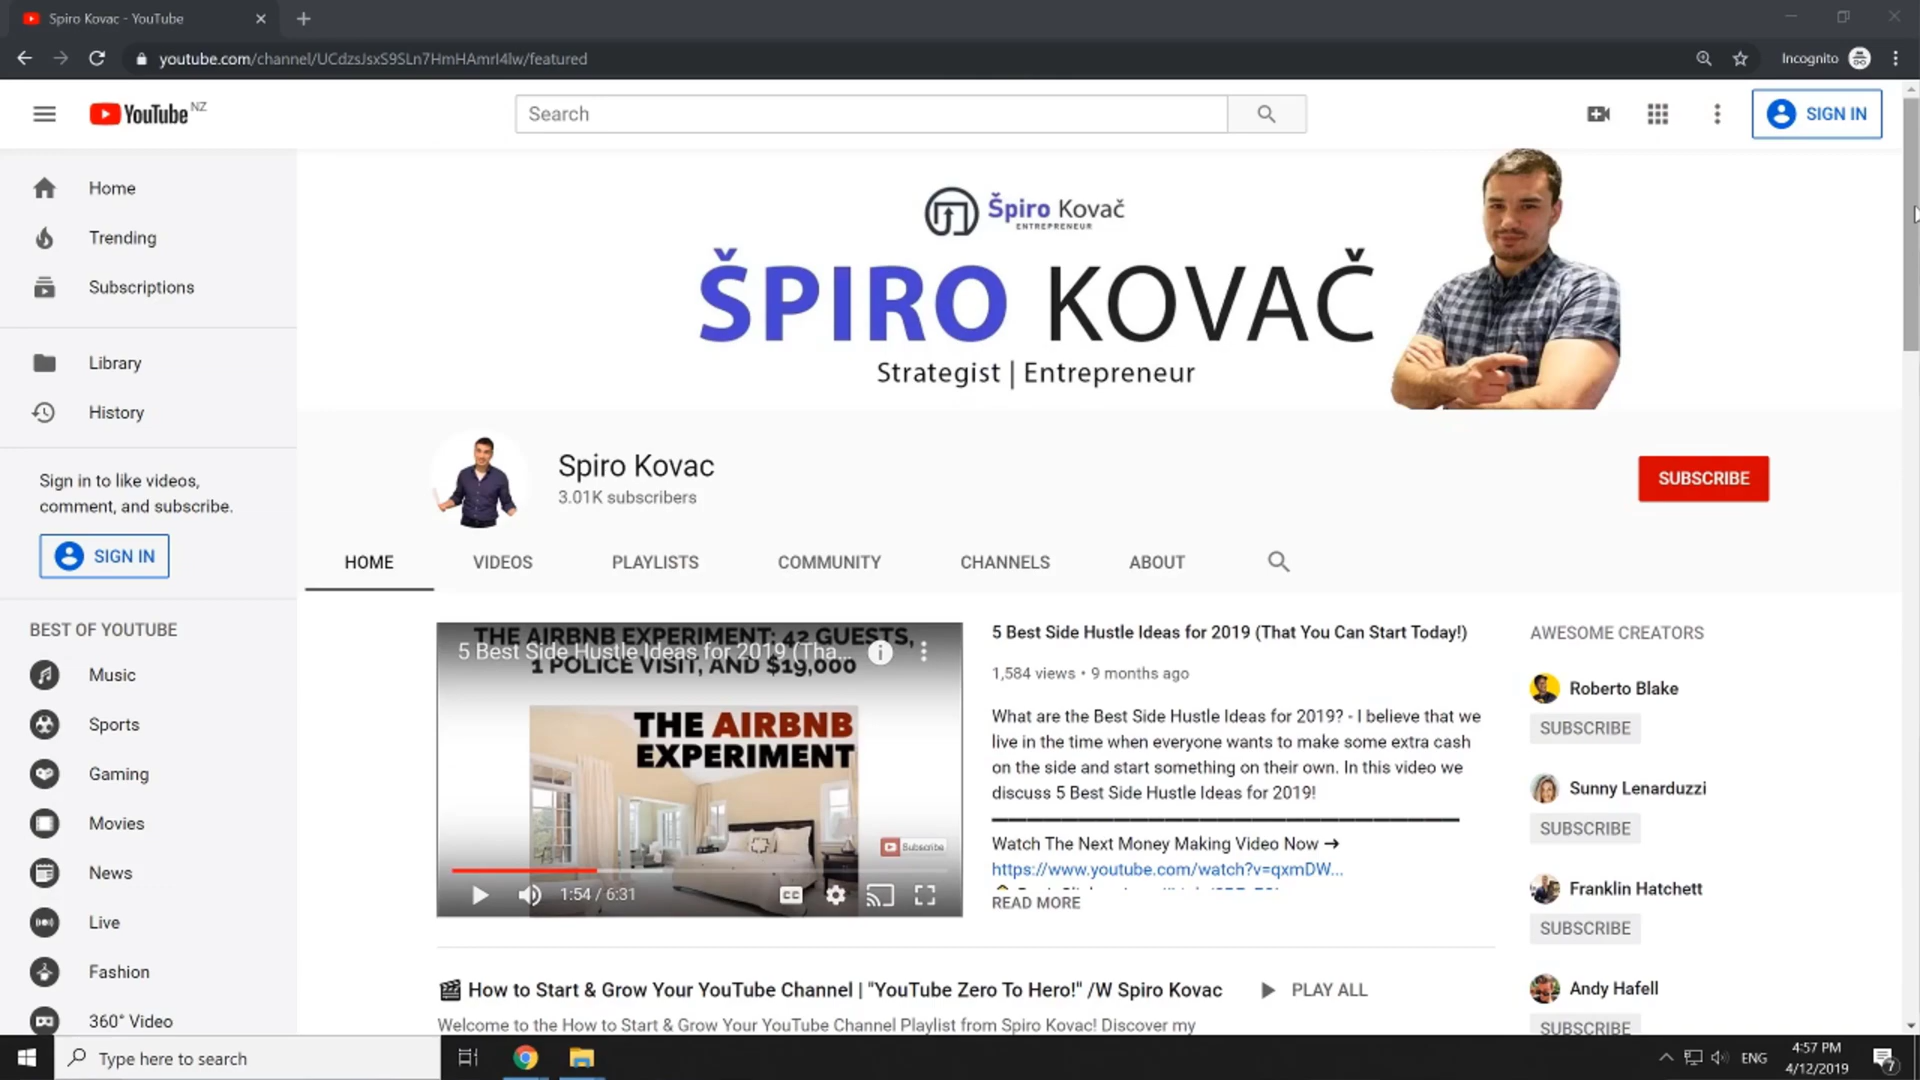 Spiro Kovac - YouTube
youtube.com/channel/UCdzsJsxS9SLn7HmHAmrI4lw/featured
Incognito
YouTube NZ
Search
SIGN IN
Home
Trending
Subscriptions
Library
History
Sign in to like videos,
comment, and subscribe.
SIGN IN
BEST OF YOUTUBE
Music
Sports
Gaming
Movies
News
Live
Fashion
360° Video
Špiro Kovač
ENTREPRENEUR
ŠPIRO KOVAČ
Strategist | Entrepreneur
Spiro Kovac
3.01K subscribers
SUBSCRIBE
HOME VIDEOS PLAYLISTS COMMUNITY CHANNELS ABOUT
THE AIRBNB EXPERIMENT: 42 GUESTS,
5 Best Side Hustle Ideas for 2019 (Tha...
1 POLICE VISIT, AND $19,000
THE AIRBNB
EXPERIMENT
Subscribe
1:54 / 6:31
CC
5 Best Side Hustle Ideas for 2019 (That You Can Start Today!)
1,584 views • 9 months ago
What are the Best Side Hustle Ideas for 2019? - I believe that we
live in the time when everyone wants to make some extra cash
on the side and start something on their own. In this video we
discuss 5 Best Side Hustle Ideas for 2019!
Watch The Next Money Making Video Now ➔
https://www.youtube.com/watch?v=qxmDW...
READ MORE
AWESOME CREATORS
Roberto Blake
SUBSCRIBE
Sunny Lenarduzzi
SUBSCRIBE
Franklin Hatchett
SUBSCRIBE
Andy Hafell
SUBSCRIBE
🎬 How to Start & Grow Your YouTube Channel | "YouTube Zero To Hero!" /W Spiro Kovac
PLAY ALL
Welcome to the How to Start & Grow Your YouTube Channel Playlist from Spiro Kovac! Discover my
Type here to search
ENG
4:57 PM
4/12/2019
7